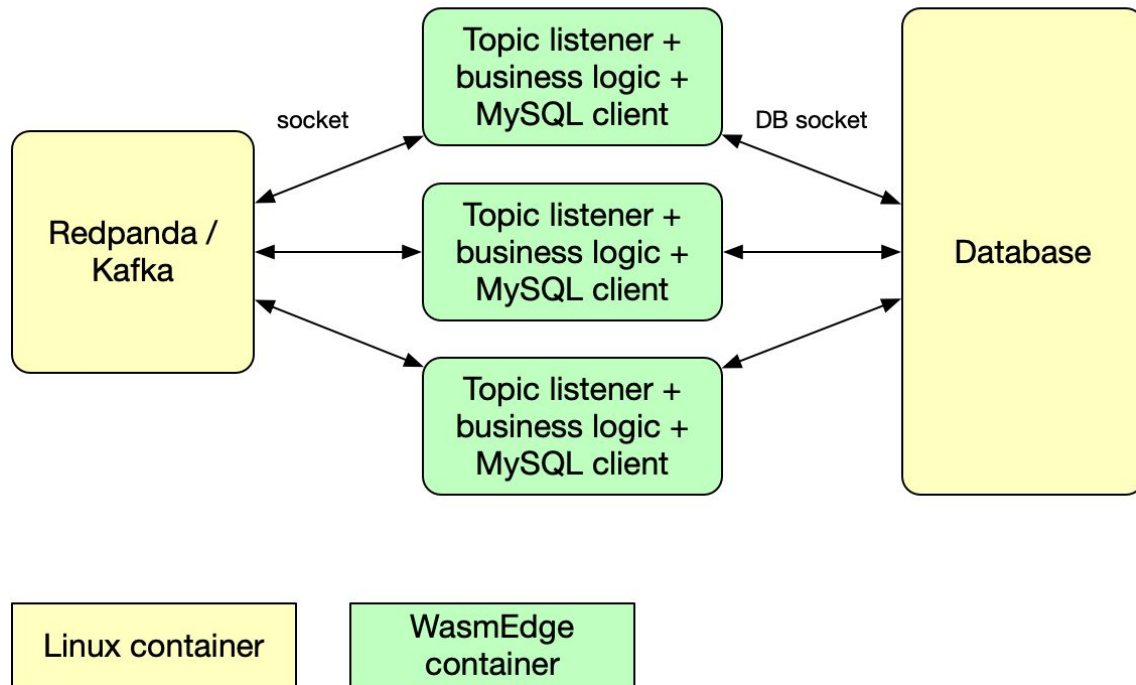 Topic listener +
business logic +
MySQL client
socket
DB socket
Redpanda /
Kafka
Topic listener +
business logic +
MySQL client
Database
Topic listener +
business logic +
MySQL client
Linux container
WasmEdge
container